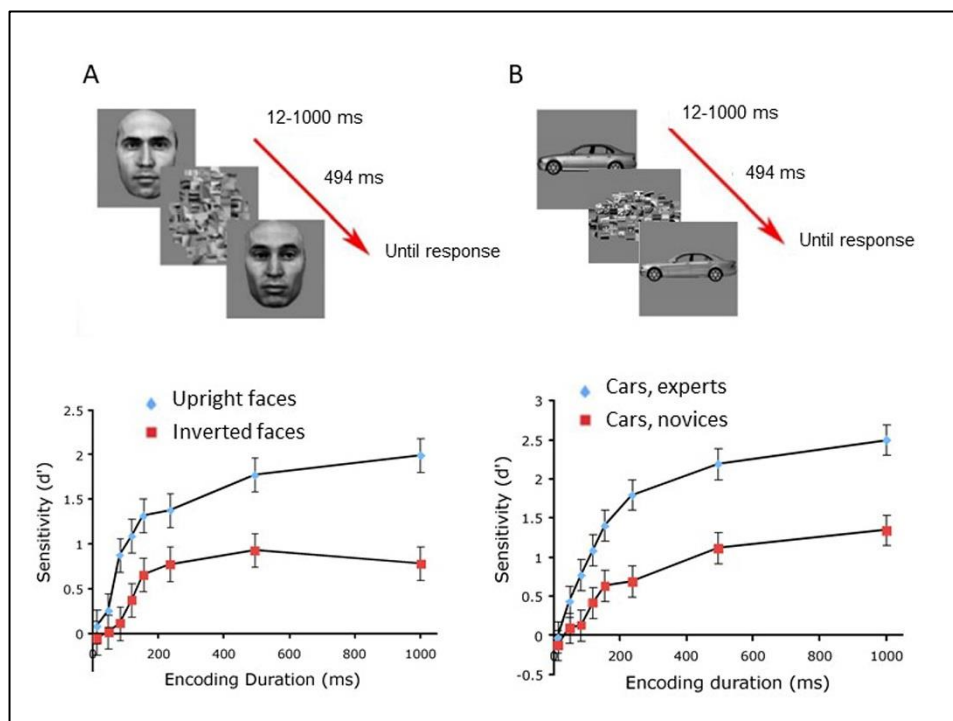 A
12-1000 ms
494 ms
Until response
B
12-1000 ms
494 ms
Until response
Upright faces
Inverted faces
2.5
2
1.5
1
0.5
0
Sensitivity (d')
0 200 400 600 800 1000
Encoding Duration (ms)
Cars, experts
Cars, novices
3
2.5
2
1.5
1
0.5
0
-0.5
Sensitivity (d')
0 200 400 600 800 1000
Encoding duration (ms)